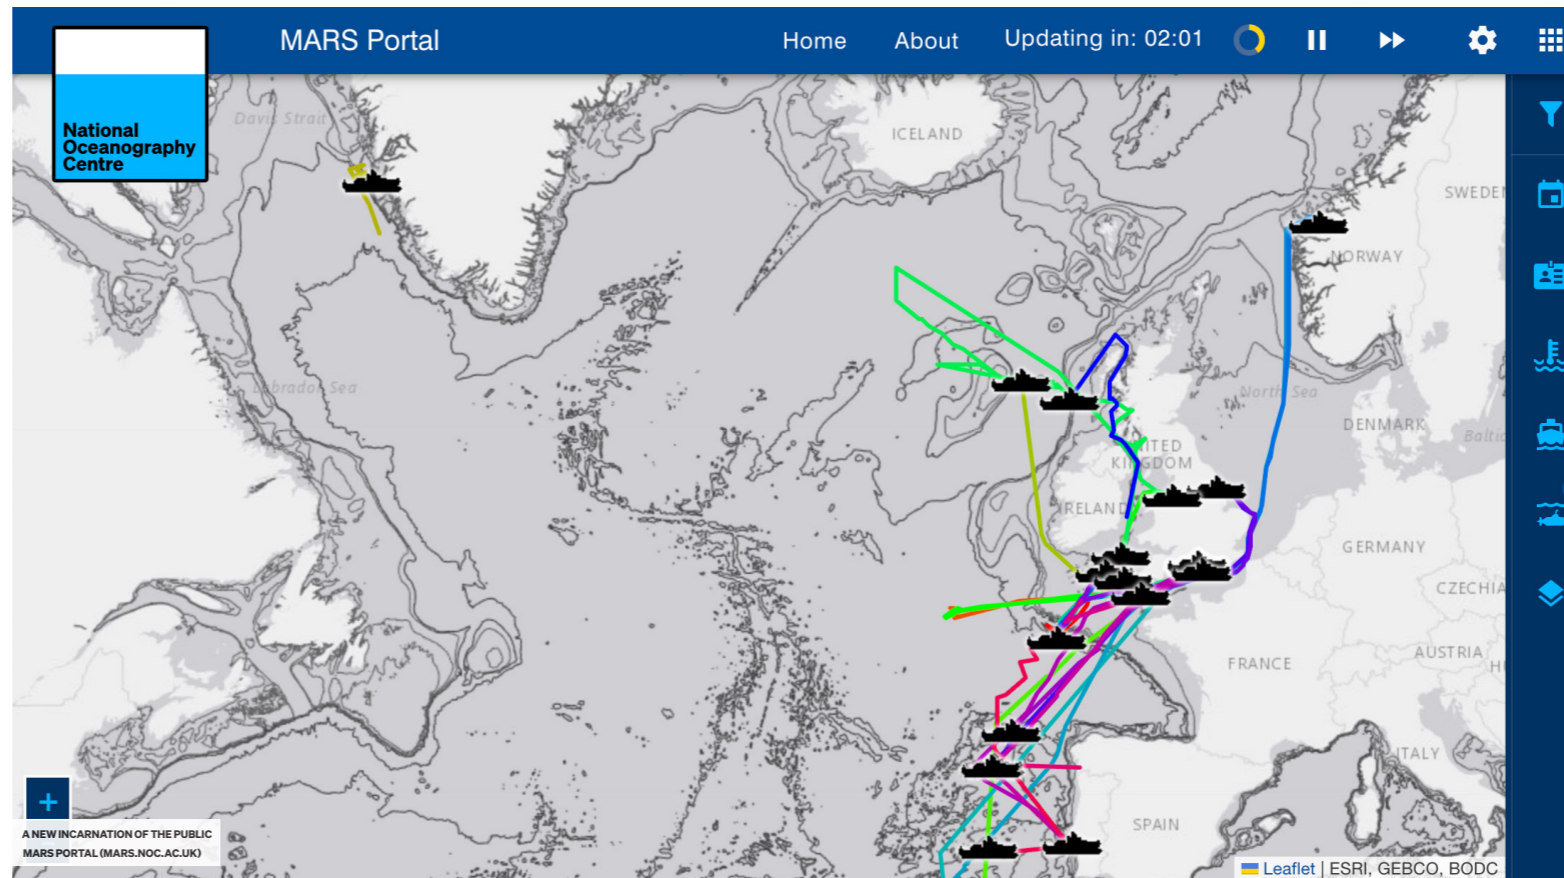 MARS Portal
Home
About
Updating in: 02:01
National
Oceanography
Centre
Davis Strait
ICELAND
SWEDEN
NORWAY
Labrador Sea
North Sea
DENMARK
Baltic
UNITED
KINGDOM
IRELAND
GERMANY
CZECHIA
FRANCE
AUSTRIA
H
ITALY
SPAIN
+
A NEW INCARNATION OF THE PUBLIC
MARS PORTAL (MARS.NOC.AC.UK)
Leaflet | ESRI, GEBCO, BODC